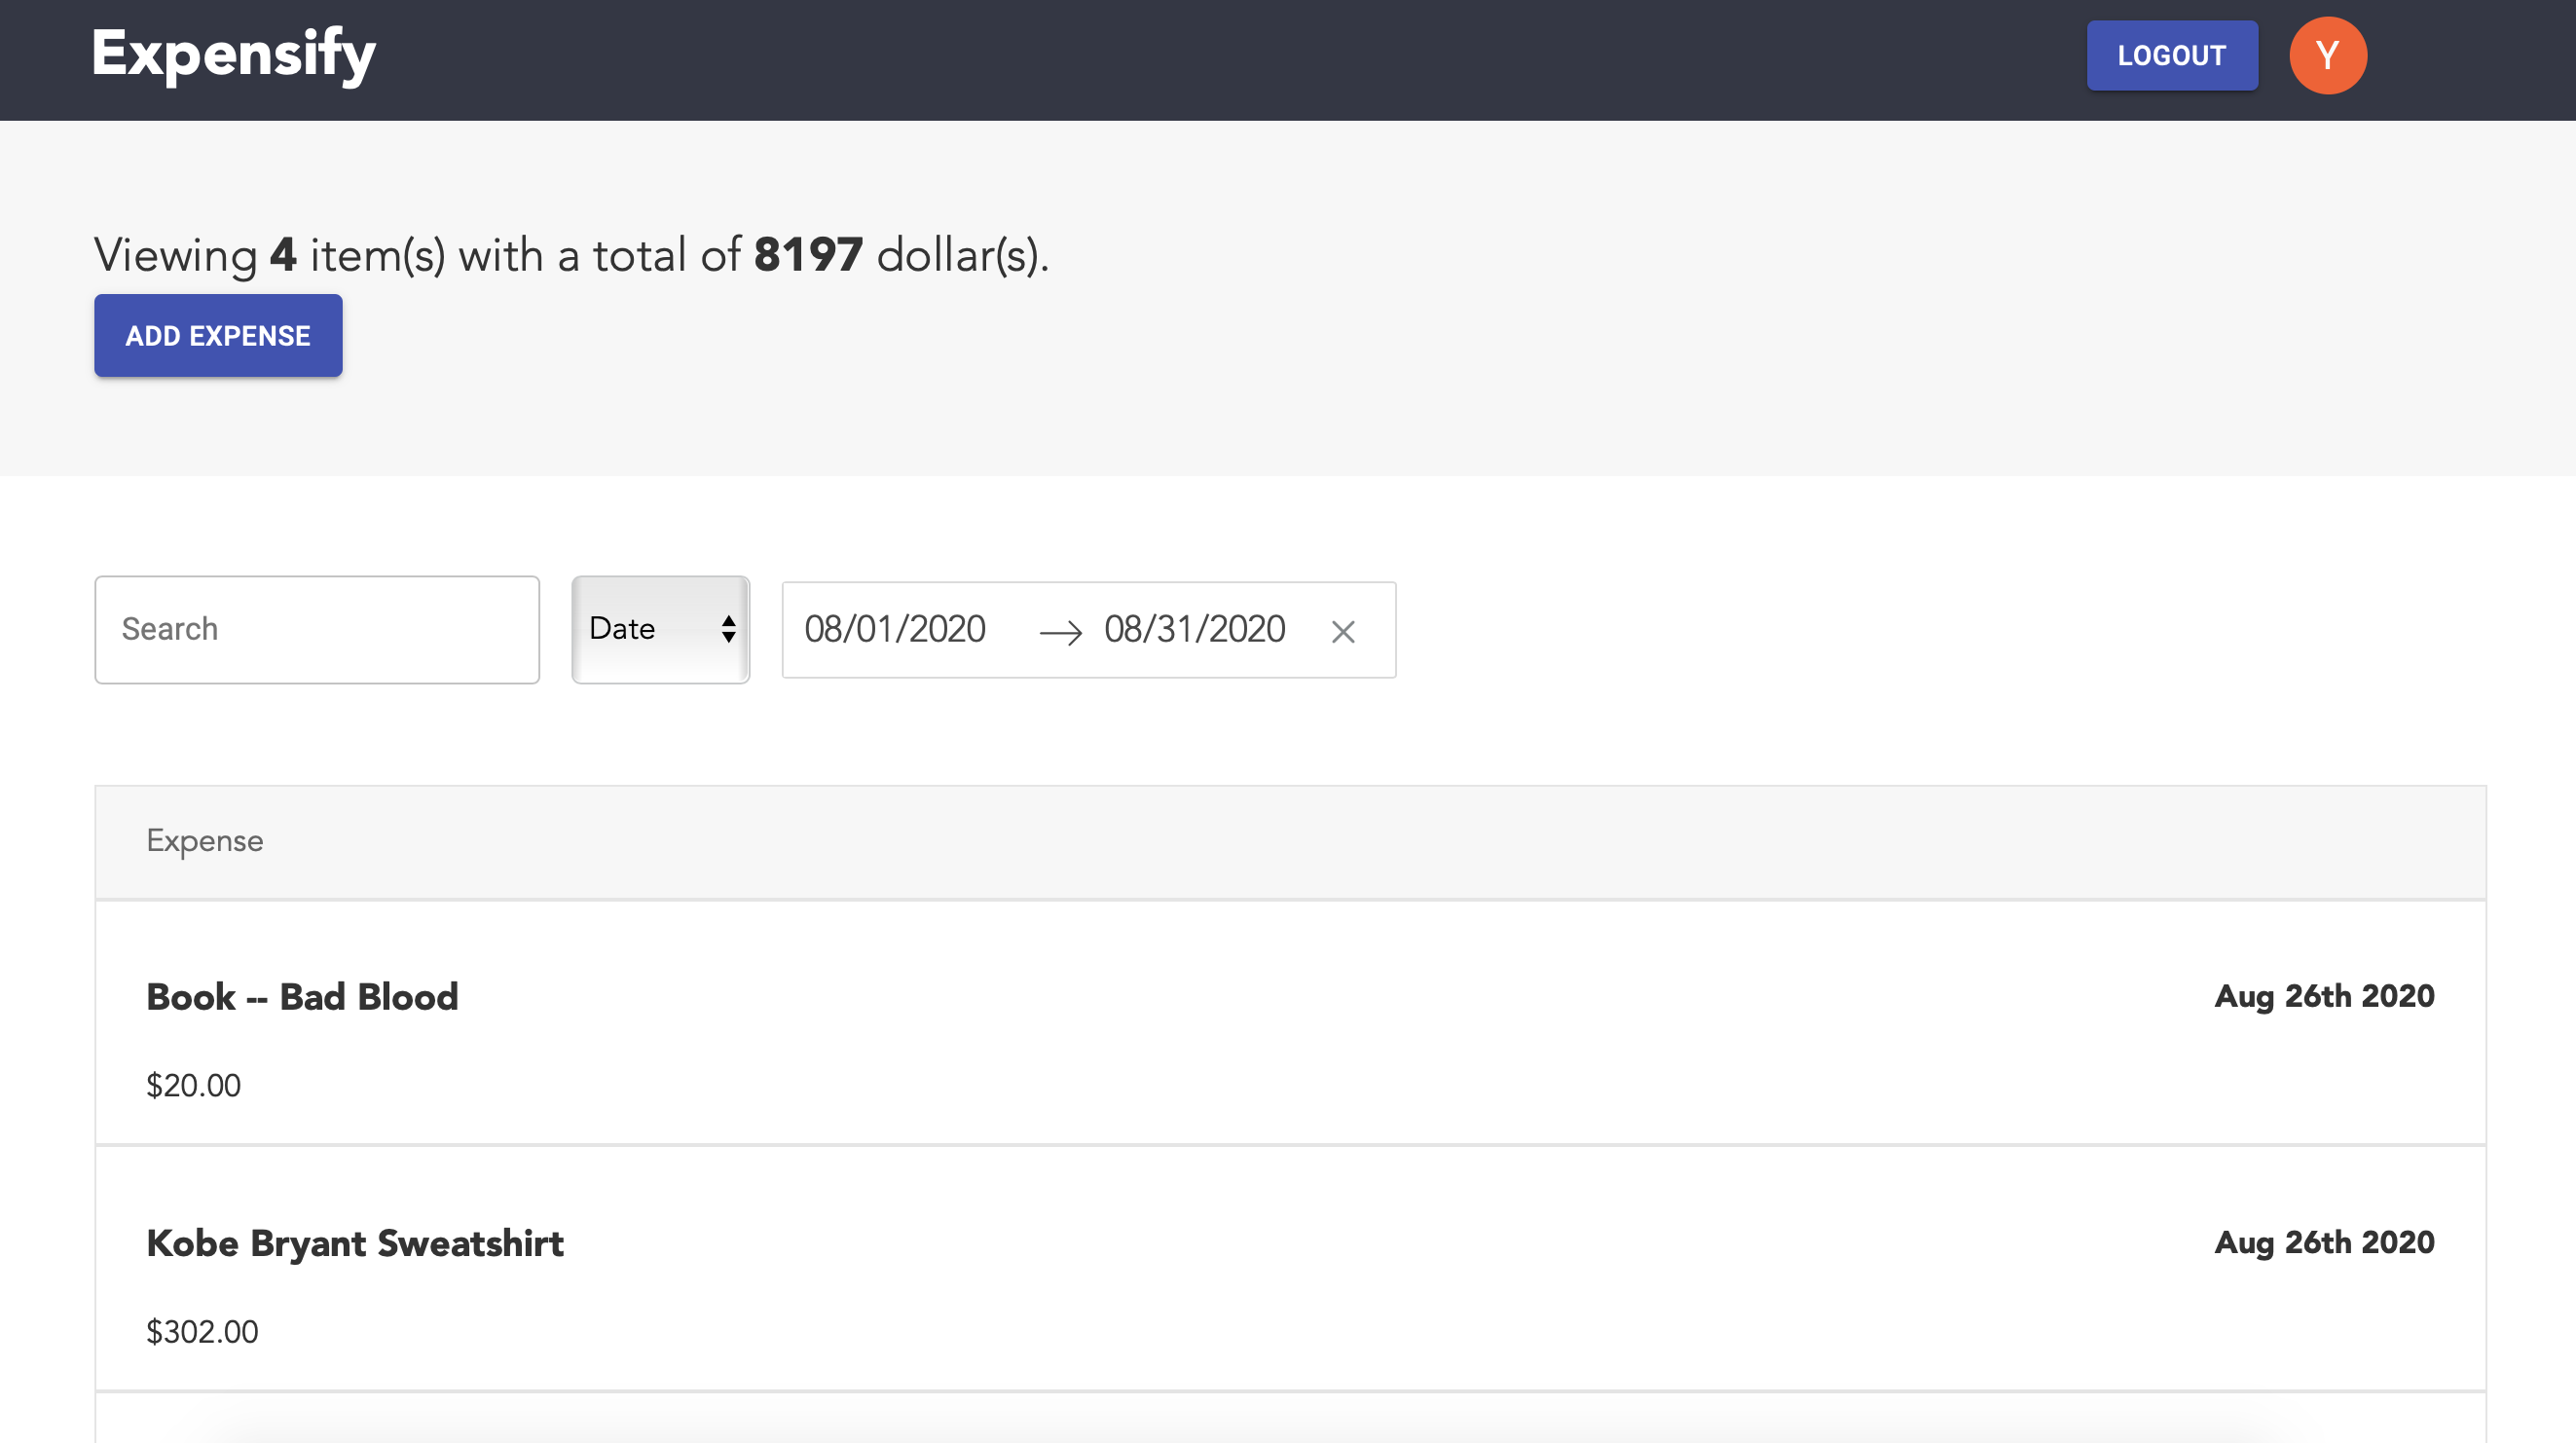 Expensify
LOGOUT
Y
Viewing 4 item(s) with a total of 8197 dollar(s).
ADD EXPENSE
Search
Date
08/01/2020 → 08/31/2020
Expense
Book -- Bad Blood
Aug 26th 2020
$20.00
Kobe Bryant Sweatshirt
Aug 26th 2020
$302.00